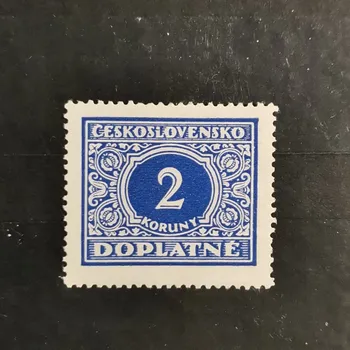 ČESKOSLOVENSKO
2
KORUNY
DOPLATNÉ